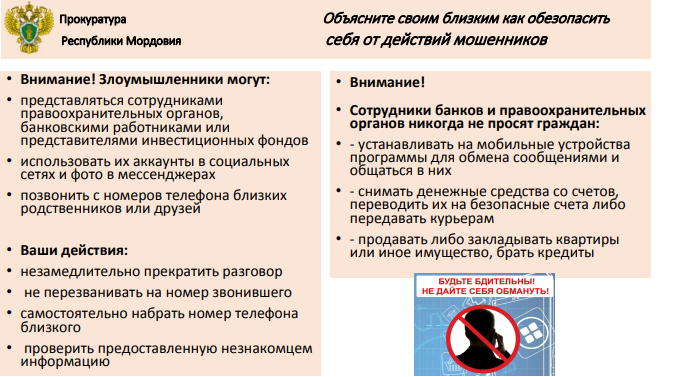 Прокуратура
Республики Мордовия
Объясните своим близким как обезопасить
себя от действий мошенников
• Внимание! Злоумышленники могут:
• представляться сотрудниками
правоохранительных органов,
банковскими работниками или
представителями инвестиционных фондов
• использовать их аккаунты в социальных
сетях и фото в мессенджерах
• позвонить с номеров телефона близких
родственников или друзей
• Ваши действия:
• незамедлительно прекратить разговор
• не перезванивать на номер звонившего
• самостоятельно набрать номер телефона
близкого
• проверить предоставленную незнакомцем
информацию
• Внимание!
• Сотрудники банков и правоохранительных
органов никогда не просят граждан:
• - устанавливать на мобильные устройства
программы для обмена сообщениями и
общаться в них
• - снимать денежные средства со счетов,
переводить их на безопасные счета либо
передавать курьерам
• - продавать либо закладывать квартиры
или иное имущество, брать кредиты
БУДЬТЕ БДИТЕЛЬНЫ!
НЕ ДАЙТЕ СЕБЯ ОБМАНУТЬ!